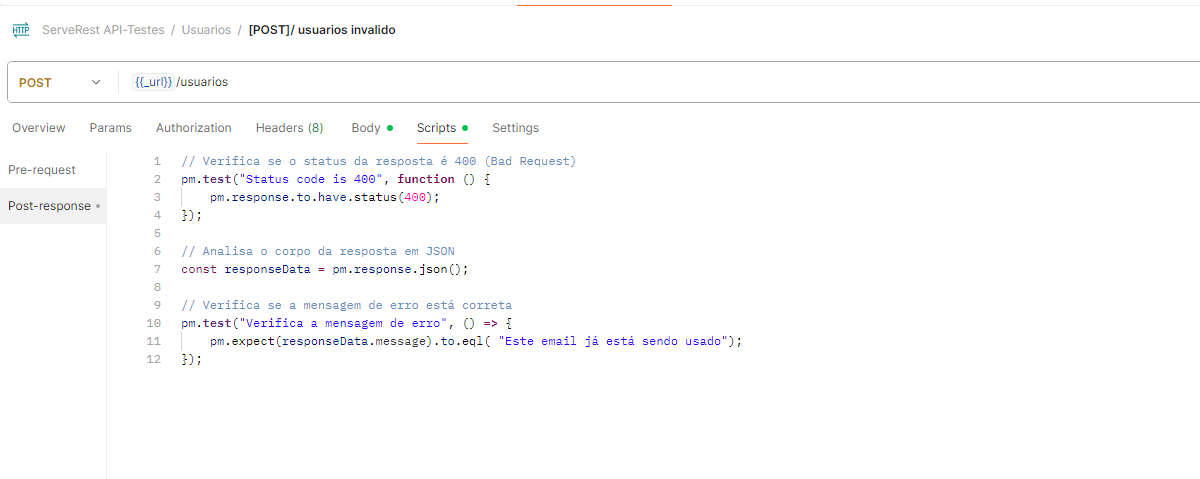 HTTP ServeRest API-Testes / Usuarios / [POST]/ usuarios invalido
POST {{_url}}/usuarios
Overview Params Authorization Headers (8) Body Scripts Settings
Pre-request
Post-response
1 // Verifica se o status da resposta é 400 (Bad Request)
2 pm.test("Status code is 400", function () {
3 pm.response.to.have.status(400);
4 });
5
6 // Analisa o corpo da resposta em JSON
7 const responseData = pm.response.json();
8
9 // Verifica se a mensagem de erro está correta
10 pm.test("Verifica a mensagem de erro", () => {
11 pm.expect(responseData.message).to.eql( "Este email já está sendo usado");
12 });